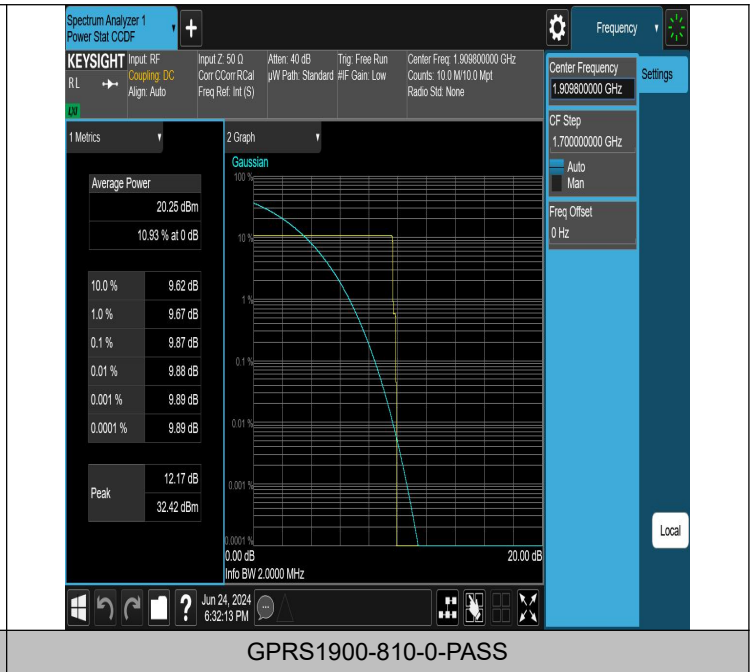 Spectrum Analyzer 1
Power Stat CCDF
+
Frequency
KEYSIGHT
RL
LXI
Input: RF
Coupling: DC
Align: Auto
Input Z: 50 Ω
Corr CCorr RCal
Freq Ref: Int (S)
Atten: 40 dB
µW Path: Standard
Trig: Free Run
#IF Gain: Low
Center Freq: 1.909800000 GHz
Counts: 10.0 M/10.0 Mpt
Radio Std: None
Center Frequency
1.909800000 GHz
Settings
CF Step
1.700000000 GHz
Auto
Man
Freq Offset
0 Hz
1 Metrics
Average Power
20.25 dBm
10.93 % at 0 dB
10.0 % 9.62 dB
1.0 % 9.67 dB
0.1 % 9.87 dB
0.01 % 9.88 dB
0.001 % 9.89 dB
0.0001 % 9.89 dB
Peak
12.17 dB
32.42 dBm
2 Graph
Gaussian
100 %
10 %
1 %
0.1 %
0.01 %
0.001 %
0.0001 %
0.00 dB 20.00 dB
Info BW 2.0000 MHz
Local
?
Jun 24, 2024
6:32:13 PM
GPRS1900-810-0-PASS